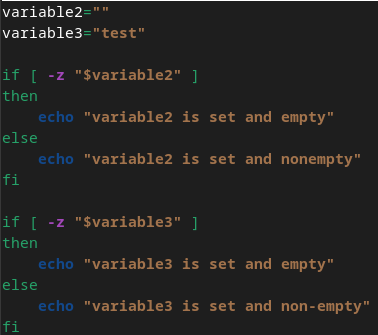 variable2=""
variable3="test"

if [ -z "$variable2" ]
then
    echo "variable2 is set and empty"
else
    echo "variable2 is set and nonempty"
fi

if [ -z "$variable3" ]
then
    echo "variable3 is set and empty"
else
    echo "variable3 is set and non-empty"
fi